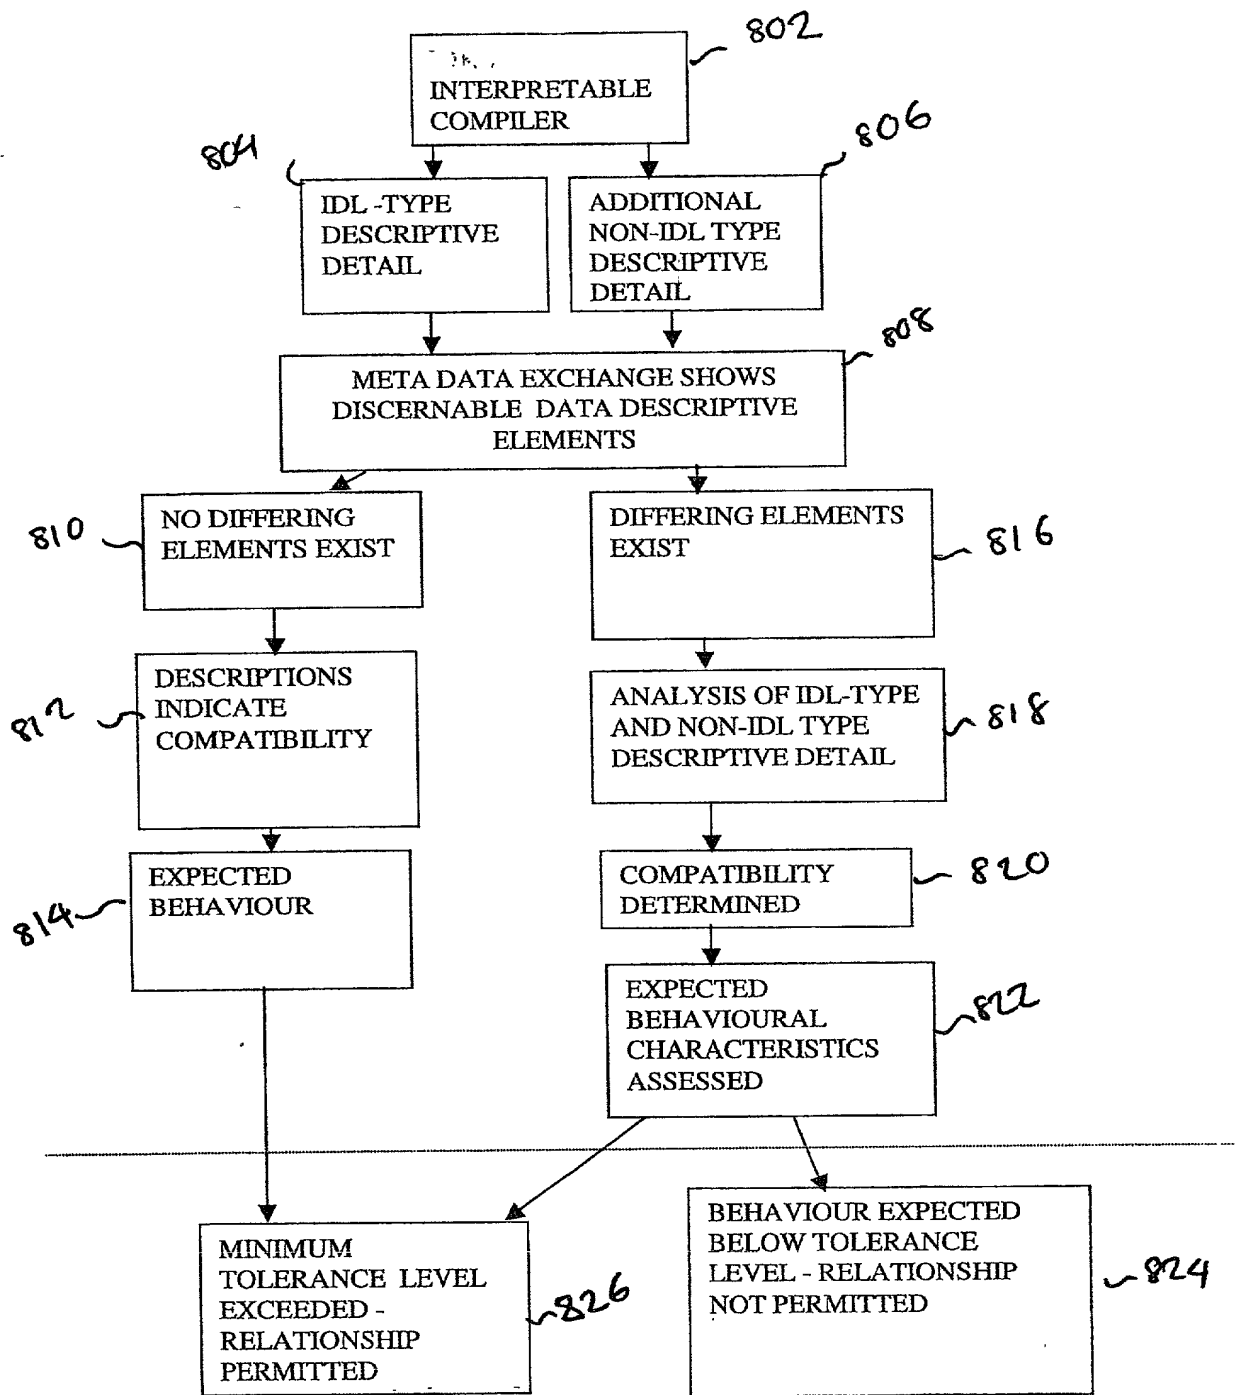 802
INTERPRETABLE
COMPILER
804
806
IDL -TYPE
DESCRIPTIVE
DETAIL
ADDITIONAL
NON-IDL TYPE
DESCRIPTIVE
DETAIL
808
META DATA EXCHANGE SHOWS
DISCERNABLE DATA DESCRIPTIVE
ELEMENTS
810
NO DIFFERING
ELEMENTS EXIST
DIFFERING ELEMENTS
EXIST
816
812
DESCRIPTIONS
INDICATE
COMPATIBILITY
ANALYSIS OF IDL-TYPE
AND NON-IDL TYPE
DESCRIPTIVE DETAIL
818
814
EXPECTED
BEHAVIOUR
COMPATIBILITY
DETERMINED
820
EXPECTED
BEHAVIOURAL
CHARACTERISTICS
ASSESSED
822
MINIMUM
TOLERANCE LEVEL
EXCEEDED -
RELATIONSHIP
PERMITTED
826
BEHAVIOUR EXPECTED
BELOW TOLERANCE
LEVEL - RELATIONSHIP
NOT PERMITTED
824